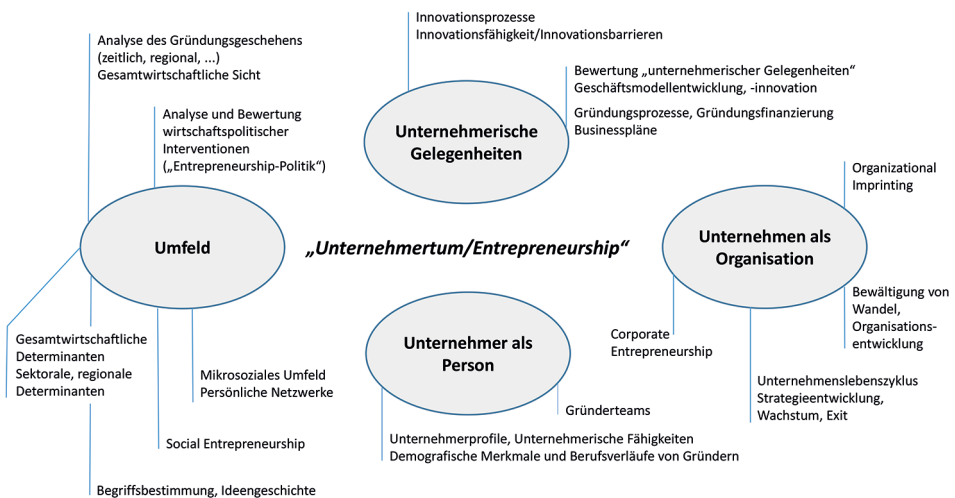 Innovationsprozesse
Innovationsfähigkeit/Innovationsbarrieren
Analyse des Gründungsgeschehens
(zeitlich, regional, ...)
Gesamtwirtschaftliche Sicht
Bewertung „unternehmerischer Gelegenheiten“
Geschäftsmodellentwicklung, -innovation
Gründungsprozesse, Gründungsfinanzierung
Businesspläne
Analyse und Bewertung
wirtschaftspolitischer
Interventionen
(„Entrepreneurship-Politik“)
Unternehmerische
Gelegenheiten
Organizational
Imprinting
Umfeld
„Unternehmertum/Entrepreneurship“
Unternehmen als
Organisation
Bewältigung von
Wandel,
Organisations-
entwicklung
Gesamtwirtschaftliche
Determinanten
Sektorale, regionale
Determinanten
Unternehmer als
Person
Corporate
Entrepreneurship
Mikrosoziales Umfeld
Persönliche Netzwerke
Unternehmenslebenszyklus
Strategieentwicklung,
Wachstum, Exit
Gründerteams
Social Entrepreneurship
Unternehmerprofile, Unternehmerische Fähigkeiten
Demografische Merkmale und Berufsverläufe von Gründern
Begriffsbestimmung, Ideengeschichte